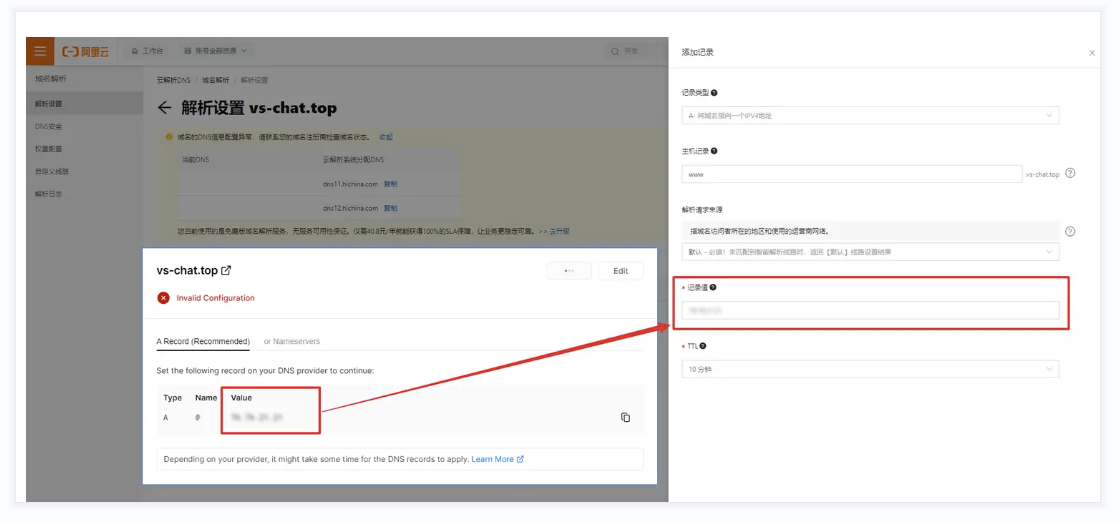 阿里云
工作台
账号全部资源
搜索...
域名解析
解析设置
DNS安全
权重配置
自定义线路
解析日志
云解析DNS / 域名解析 / 解析设置
解析设置 vs-chat.top
域名的DNS信息配置异常，请联系您的域名注册商检查域名状态。 收起
当前DNS 云解析系统分配DNS
dns11.hichina.com 复制
dns12.hichina.com 复制
您当前使用的是免费版域名解析服务，无服务可用性保证。仅需40.8元/年就能获得100%的SLA保障，让业务更稳定可靠。>> 去升级
vs-chat.top
Edit
Invalid Configuration
A Record (Recommended) or Nameservers
Set the following record on your DNS provider to continue:
Type Name Value
A @
Depending on your provider, it might take some time for the DNS records to apply. Learn More
添加记录
记录类型
A- 将域名指向一个IPV4地址
主机记录
www .vs-chat.top
解析请求来源
指域名访问者所在的地区和使用的运营商网络。
默认 - 必填！未匹配到智能解析线路时，返回【默认】线路设置结果
* 记录值
* TTL
10 分钟